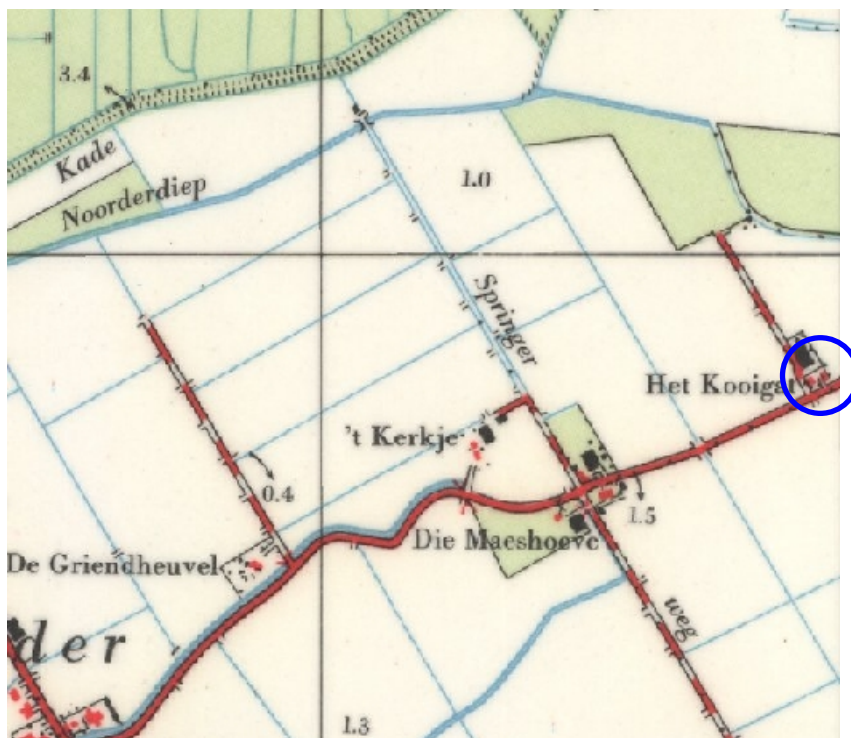 3.4
Kade
Noorderdiep
1.0
Springer
Het Kooigat
't Kerkje
0.4
1.5
Die Maeshoeve
De Griendheuvel
weg
der
1.3